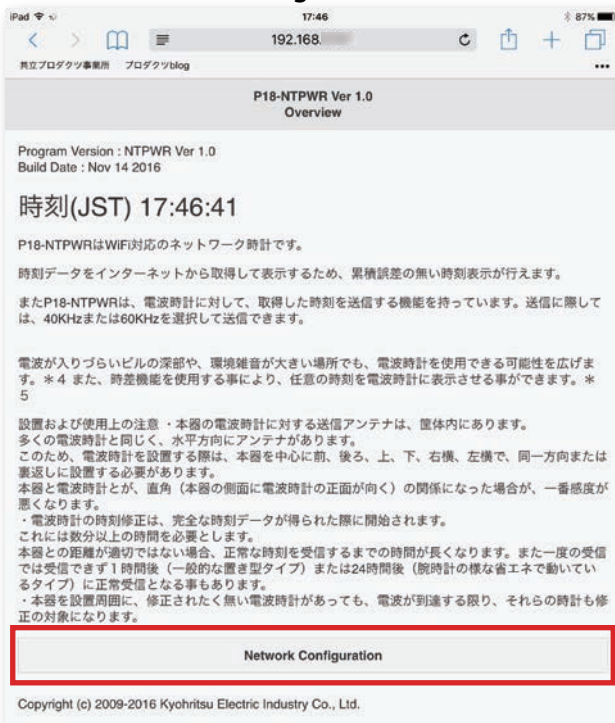 iPad 17:46 87%
192.168.
共立プロダクツ事業所 プロダクツblog
P18-NTPWR Ver 1.0
Overview
Program Version : NTPWR Ver 1.0
Build Date : Nov 14 2016
時刻(JST) 17:46:41
P18-NTPWRはWiFi対応のネットワーク時計です。
時刻データをインターネットから取得して表示するため、累積誤差の無い時刻表示が行えます。
またP18-NTPWRは、電波時計に対して、取得した時刻を送信する機能を持っています。送信に際して
は、40KHzまたは60KHzを選択して送信できます。
電波が入りづらいビルの深部や、環境雑音が大きい場所でも、電波時計を使用できる可能性を広げま
す。＊4 また、時差機能を使用する事により、任意の時刻を電波時計に表示させる事ができます。＊
5
設置および使用上の注意 ・本器の電波時計に対する送信アンテナは、筐体内にあります。
多くの電波時計と同じく、水平方向にアンテナがあります。
このため、電波時計を設置する際は、本器を中心に前、後ろ、上、下、右横、左横で、同一方向または
裏返しに設置する必要があります。
本器と電波時計とが、直角（本器の側面に電波時計の正面が向く）の関係になった場合が、一番感度が
悪くなります。
・電波時計の時刻修正は、完全な時刻データが得られた際に開始されます。
これには数分以上の時間を必要とします。
本器との距離が適切ではない場合、正常な時刻を受信するまでの時間が長くなります。また一度の受信
では受信できず１時間後（一般的な置き型タイプ）または24時間後（腕時計の様な省エネで動いてい
るタイプ）に正常受信となる事もあります。
・本器を設置周囲に、修正されたく無い電波時計があっても、電波が到達する限り、それらの時計も修
正の対象になります。
Network Configuration
Copyright (c) 2009-2016 Kyohritsu Electric Industry Co., Ltd.